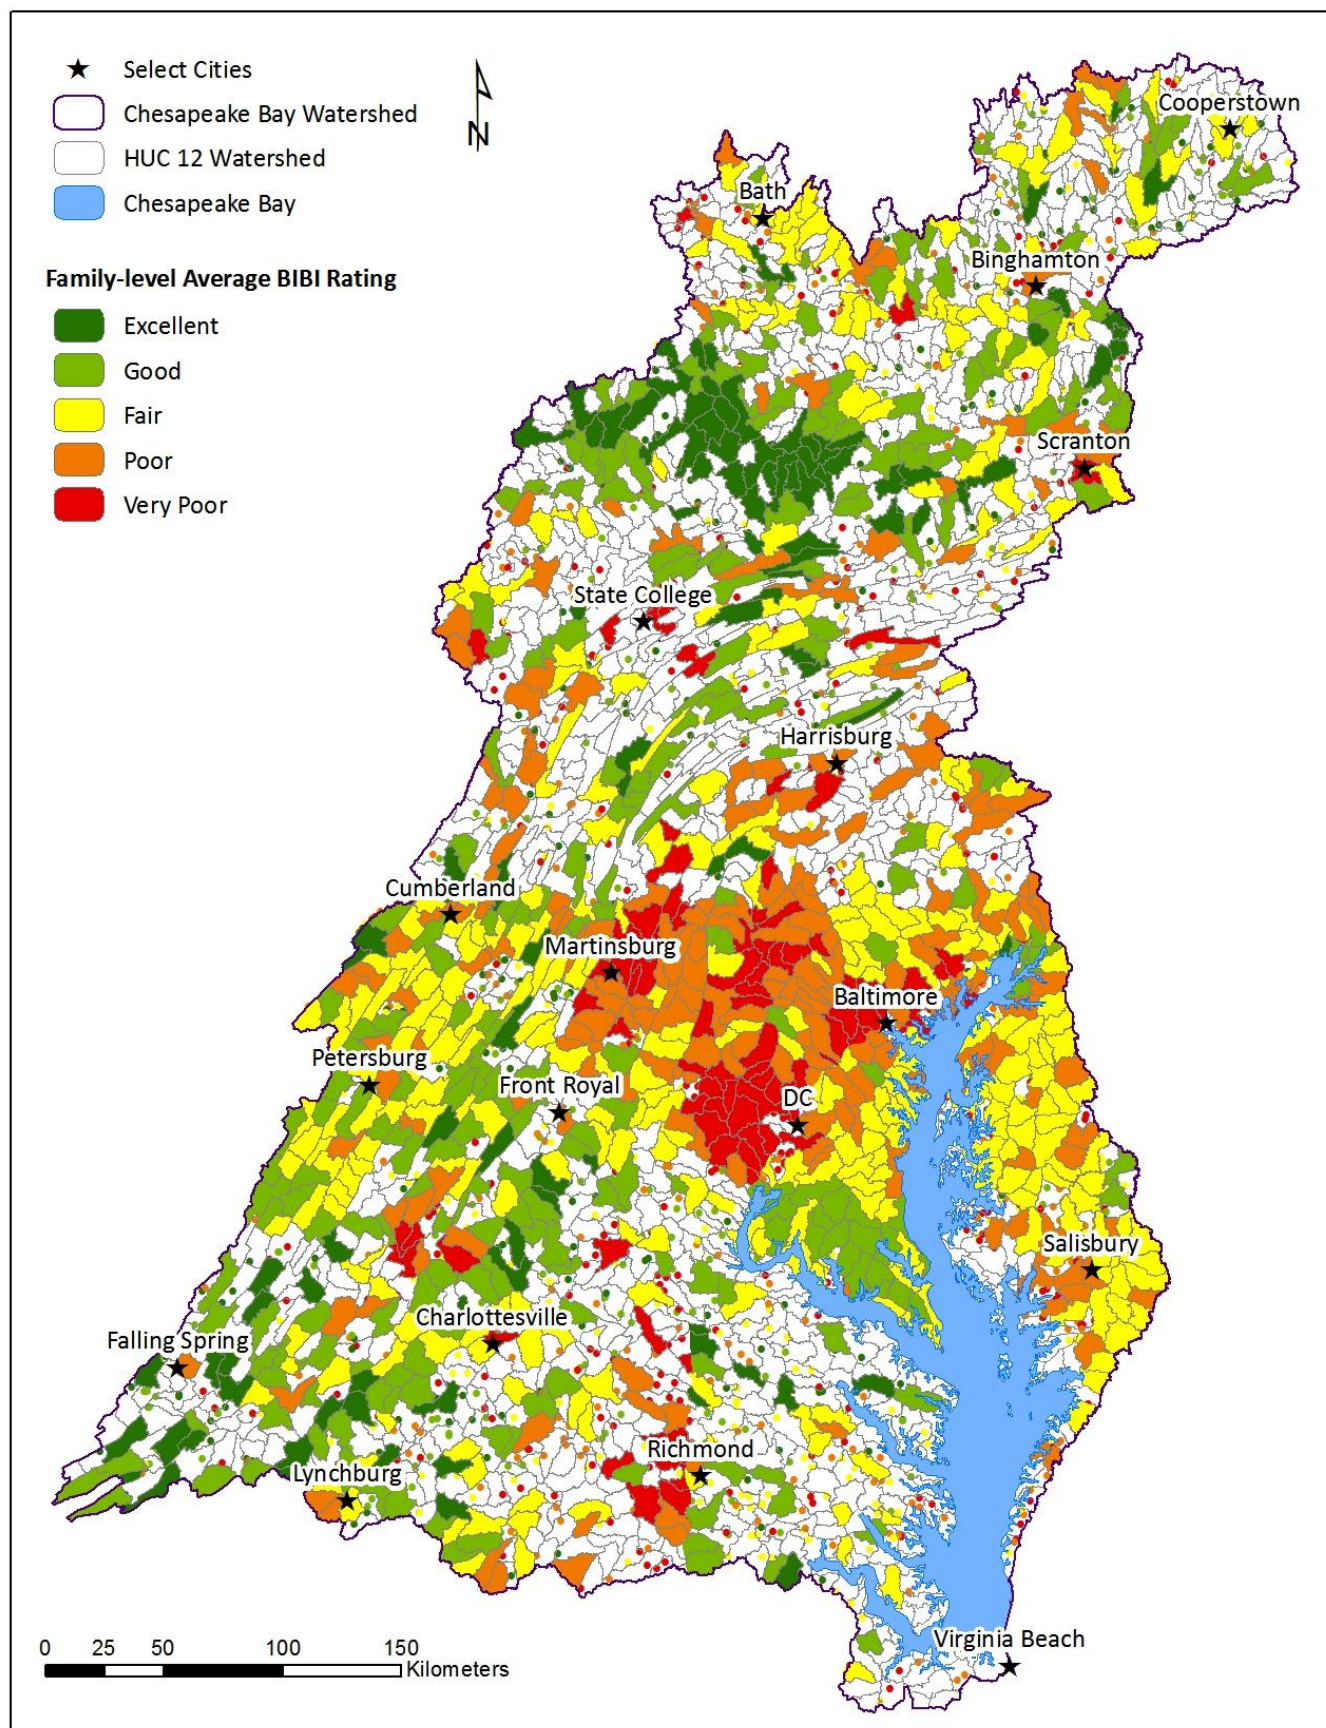 Select Cities
Chesapeake Bay Watershed
HUC 12 Watershed
Chesapeake Bay
N
Family-level Average BIBI Rating
Excellent
Good
Fair
Poor
Very Poor
Cooperstown
Bath
Binghamton
Scranton
State College
Harrisburg
Cumberland
Martinsburg
Baltimore
Petersburg
Front Royal
DC
Salisbury
Charlottesville
Falling Spring
Richmond
Lynchburg
Virginia Beach
0 25 50 100 150
Kilometers